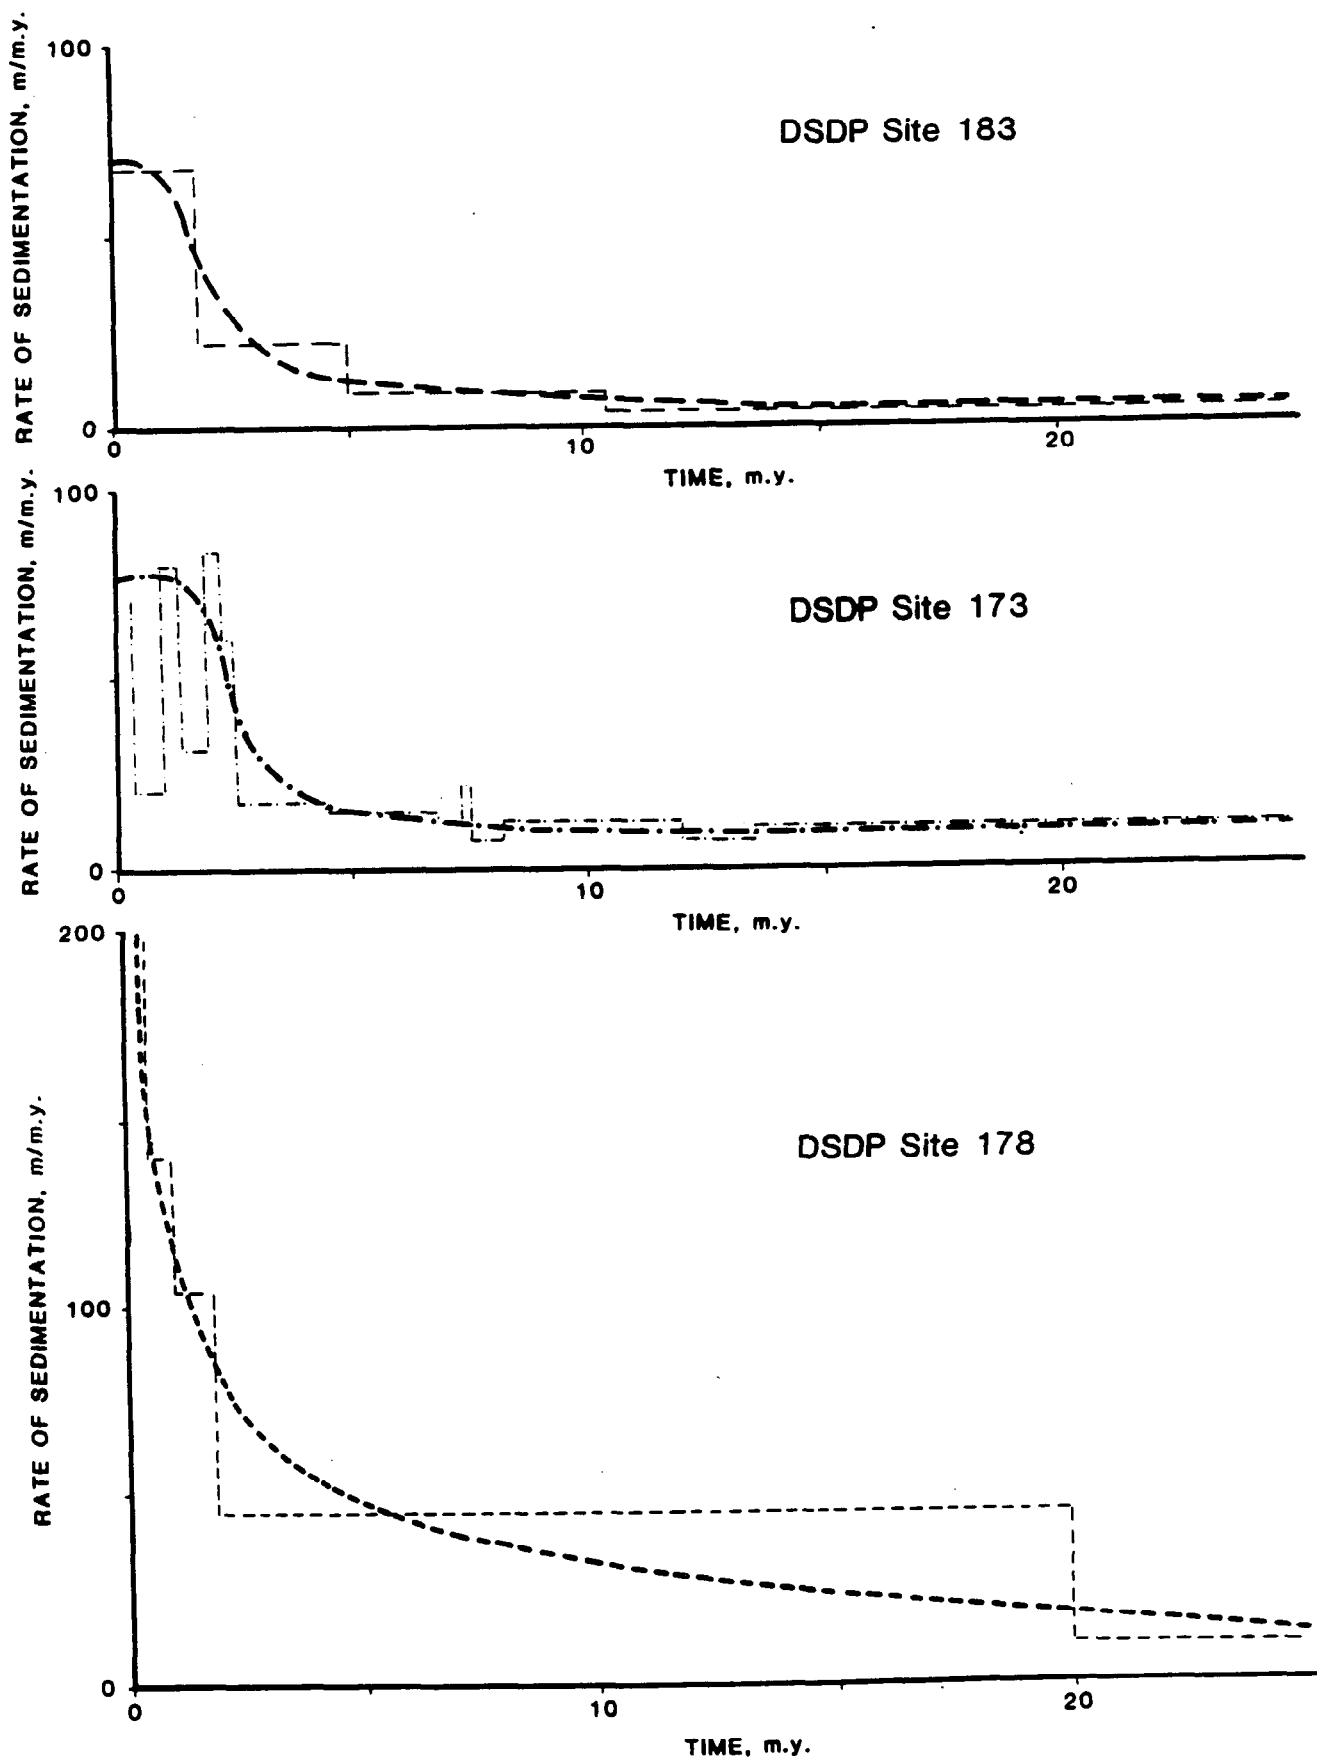 RATE OF SEDIMENTATION, m/m.y.
100
0
DSDP Site 183
0
10
20
TIME, m.y.
RATE OF SEDIMENTATION, m/m.y.
100
0
DSDP Site 173
0
10
20
TIME, m.y.
RATE OF SEDIMENTATION, m/m.y.
200
100
0
DSDP Site 178
0
10
20
TIME, m.y.